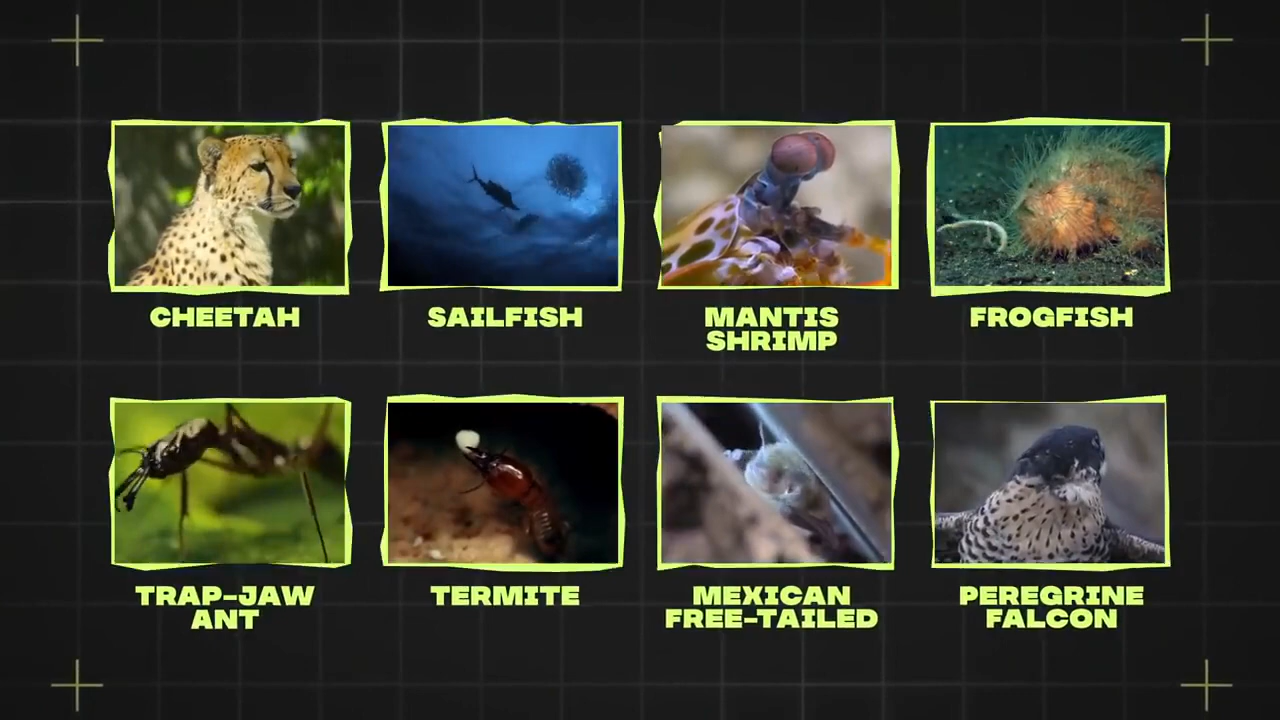 CHEETAH
SAILFISH
MANTIS
SHRIMP
FROGFISH
TRAP-JAW
ANT
TERMITE
MEXICAN
FREE-TAILED
PEREGRINE
FALCON